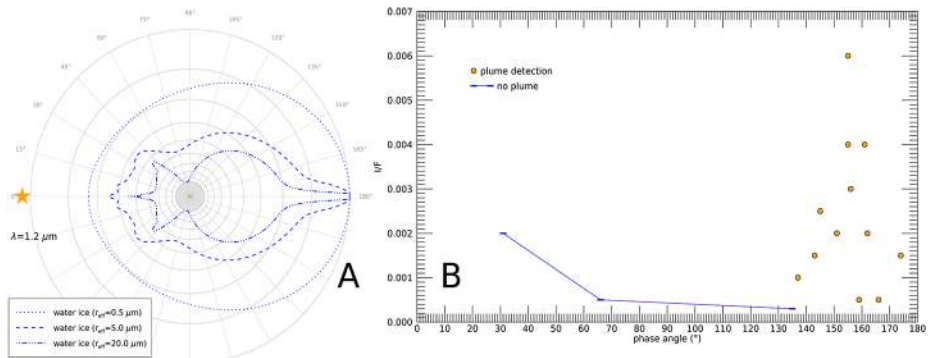 90°
75°
105°
60°
120°
45°
135°
30°
150°
15°
165°
0°
180°
λ=1.2 μm
A
water ice (reff=0.5 μm)
water ice (reff=5.0 μm)
water ice (reff=20.0 μm)
0.007
0.006
0.005
0.004
0.003
0.002
0.001
0.000
I/F
plume detection
no plume
B
0 10 20 30 40 50 60 70 80 90 100 110 120 130 140 150 160 170 180
phase angle (°)